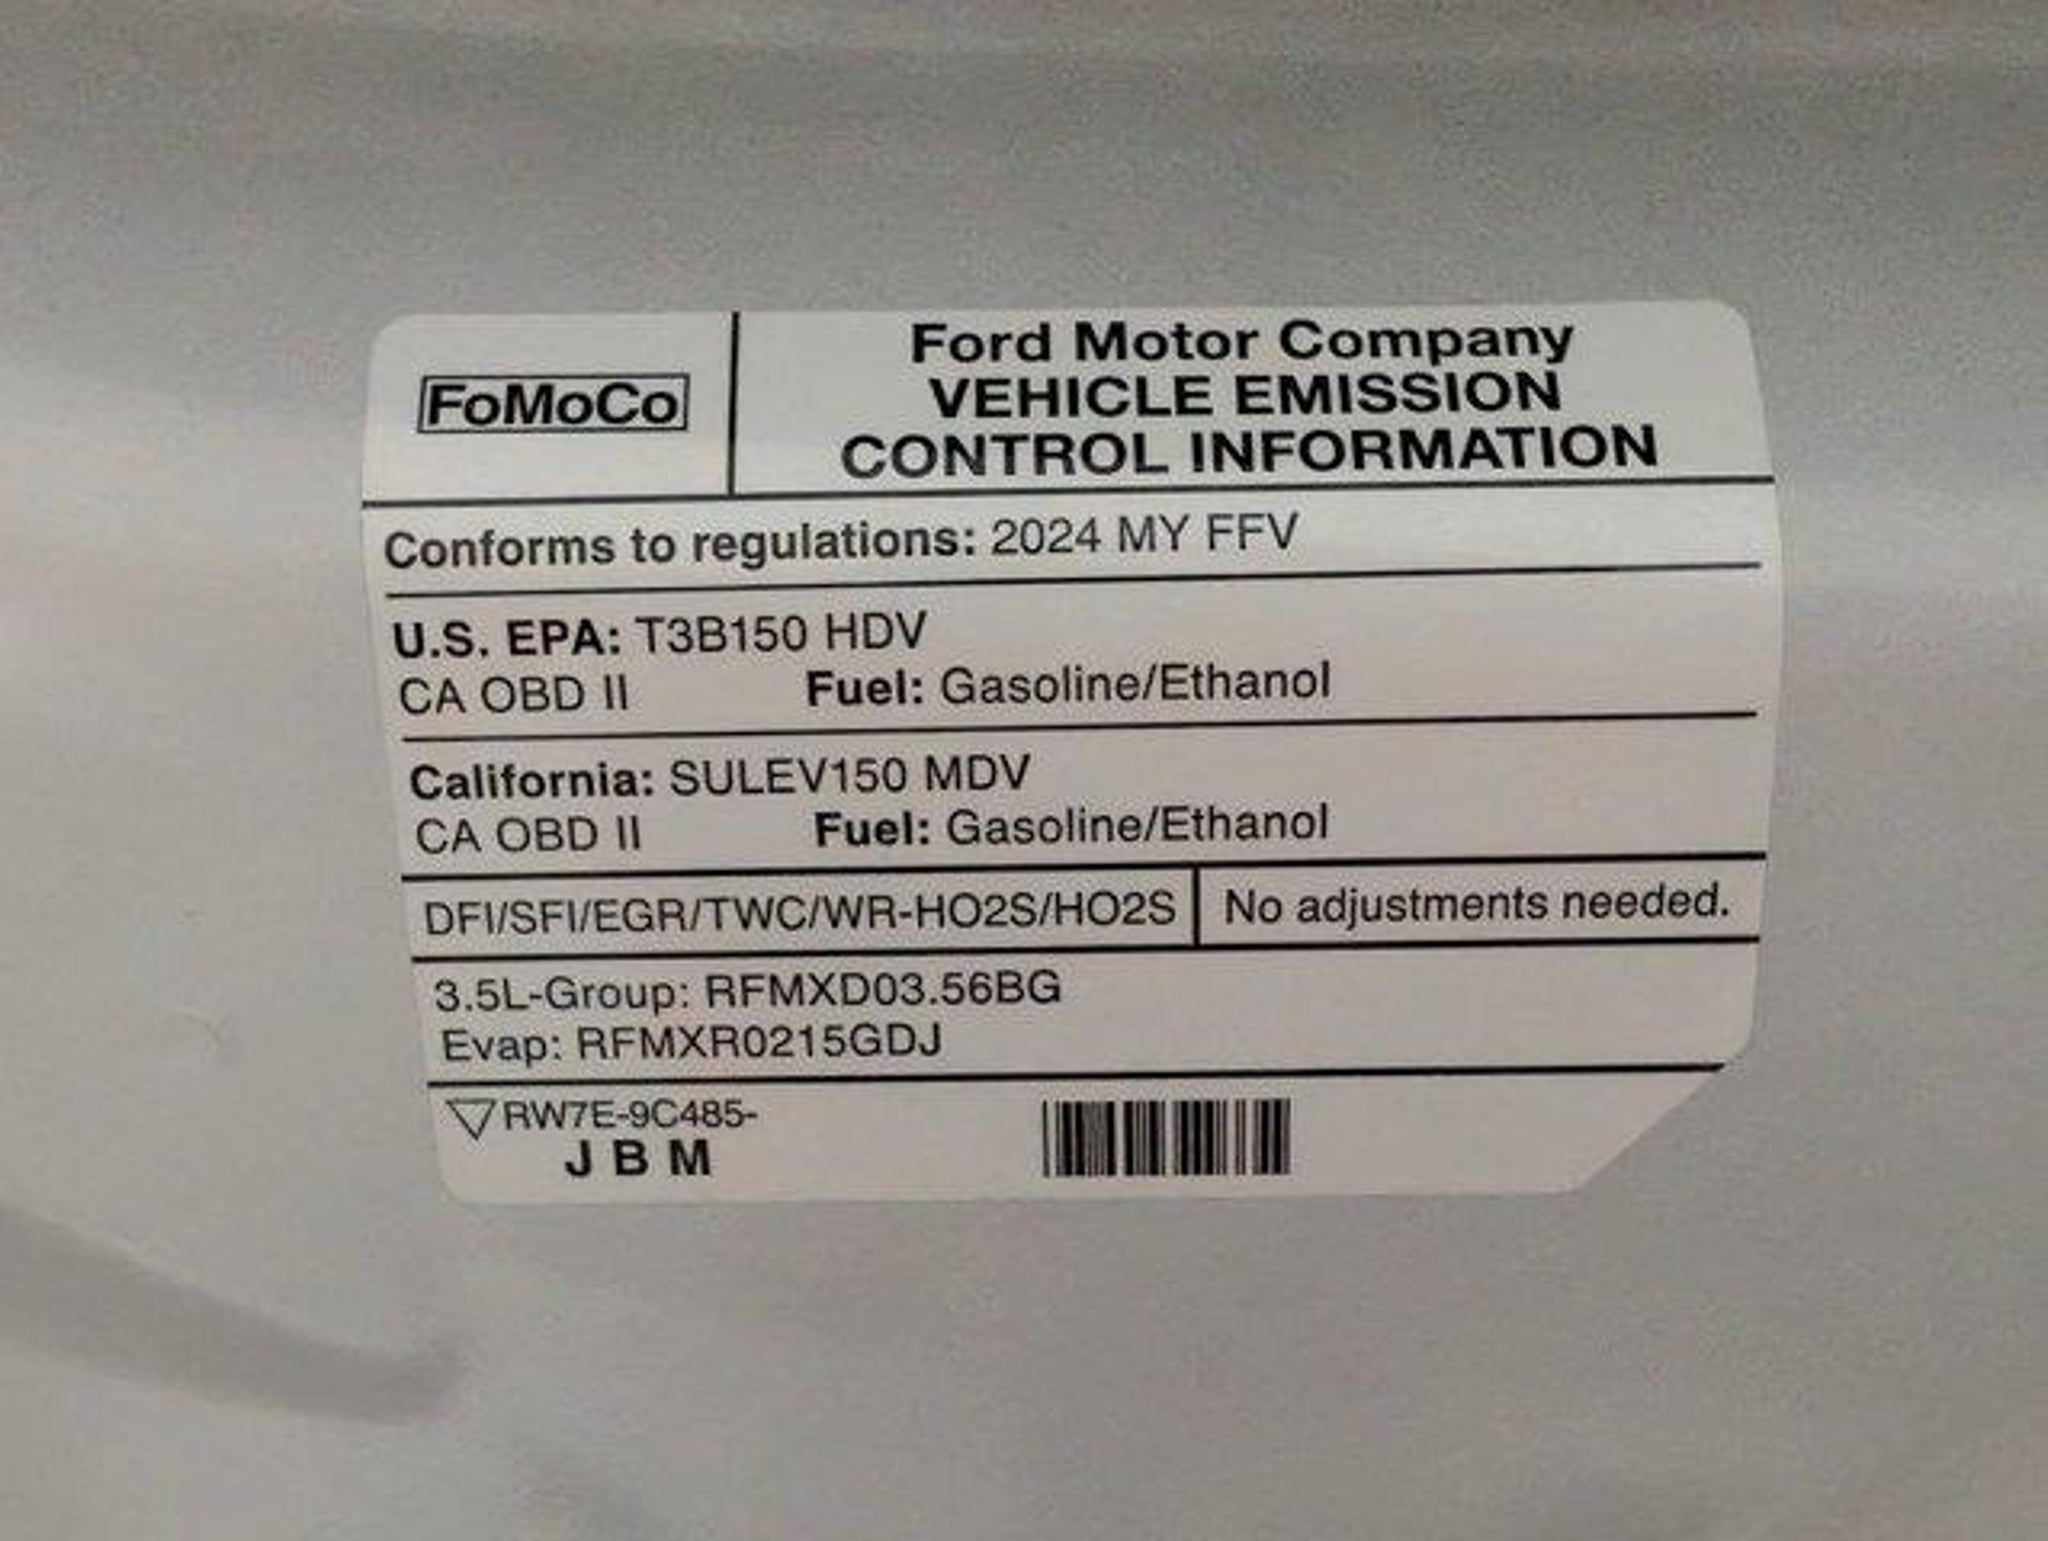 FoMoCo
Ford Motor Company
VEHICLE EMISSION
CONTROL INFORMATION
Conforms to regulations: 2024 MY FFV
U.S. EPA: T3B150 HDV
CA OBD II Fuel: Gasoline/Ethanol
California: SULEV150 MDV
CA OBD II Fuel: Gasoline/Ethanol
DFI/SFI/EGR/TWC/WR-HO2S/HO2S No adjustments needed.
3.5L-Group: RFMXD03.56BG
Evap: RFMXR0215GDJ
RW7E-9C485-
J B M